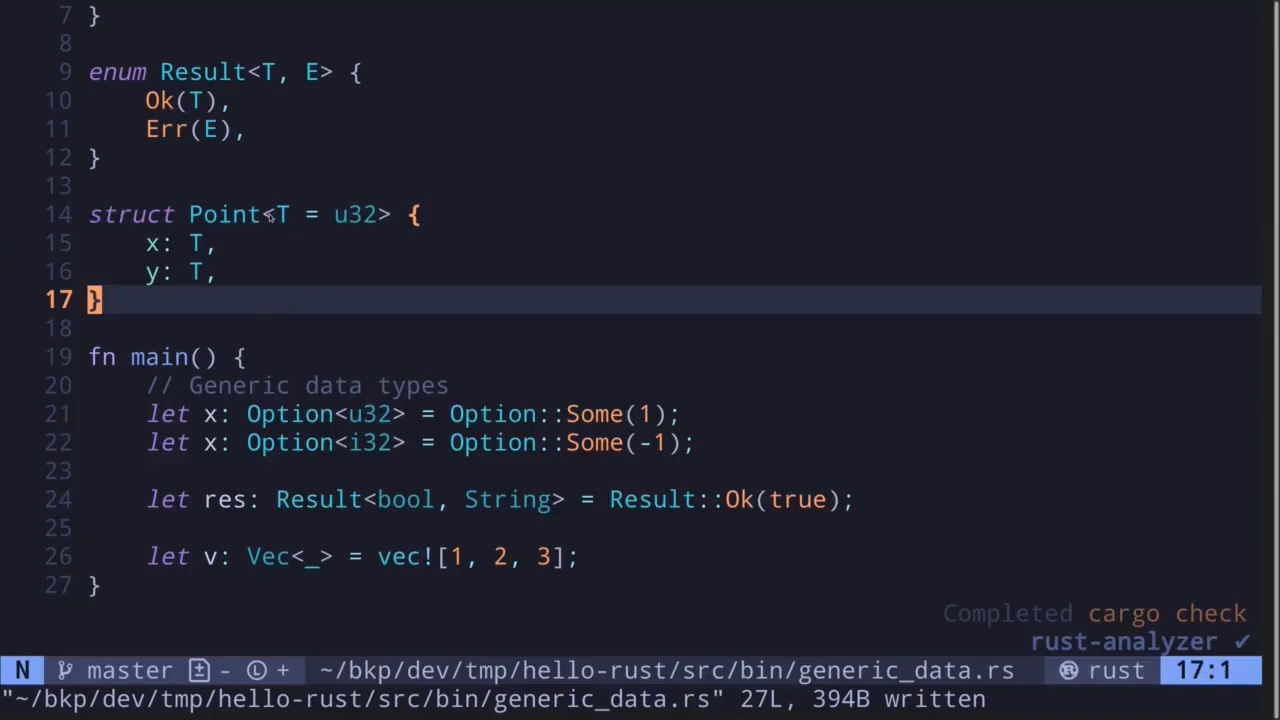 7 }
8
9 enum Result<T, E> {
10     Ok(T),
11     Err(E),
12 }
13
14 struct Point<T = u32> {
15     x: T,
16     y: T,
17 }
18
19 fn main() {
20     // Generic data types
21     let x: Option<u32> = Option::Some(1);
22     let x: Option<i32> = Option::Some(-1);
23
24     let res: Result<bool, String> = Result::Ok(true);
25
26     let v: Vec<_> = vec![1, 2, 3];
27 }
Completed cargo check
rust-analyzer ✓
N master - L + ~/bkp/dev/tmp/hello-rust/src/bin/generic_data.rs rust 17:1
"~/bkp/dev/tmp/hello-rust/src/bin/generic_data.rs" 27L, 394B written